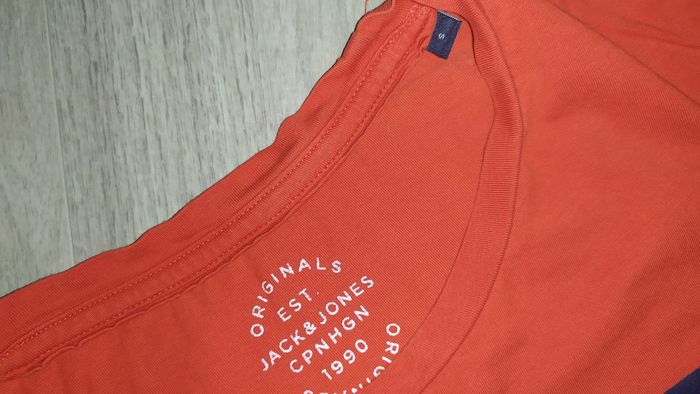 S
ORIGINALS
EST.
JACK&JONES
CPNHGN
1990